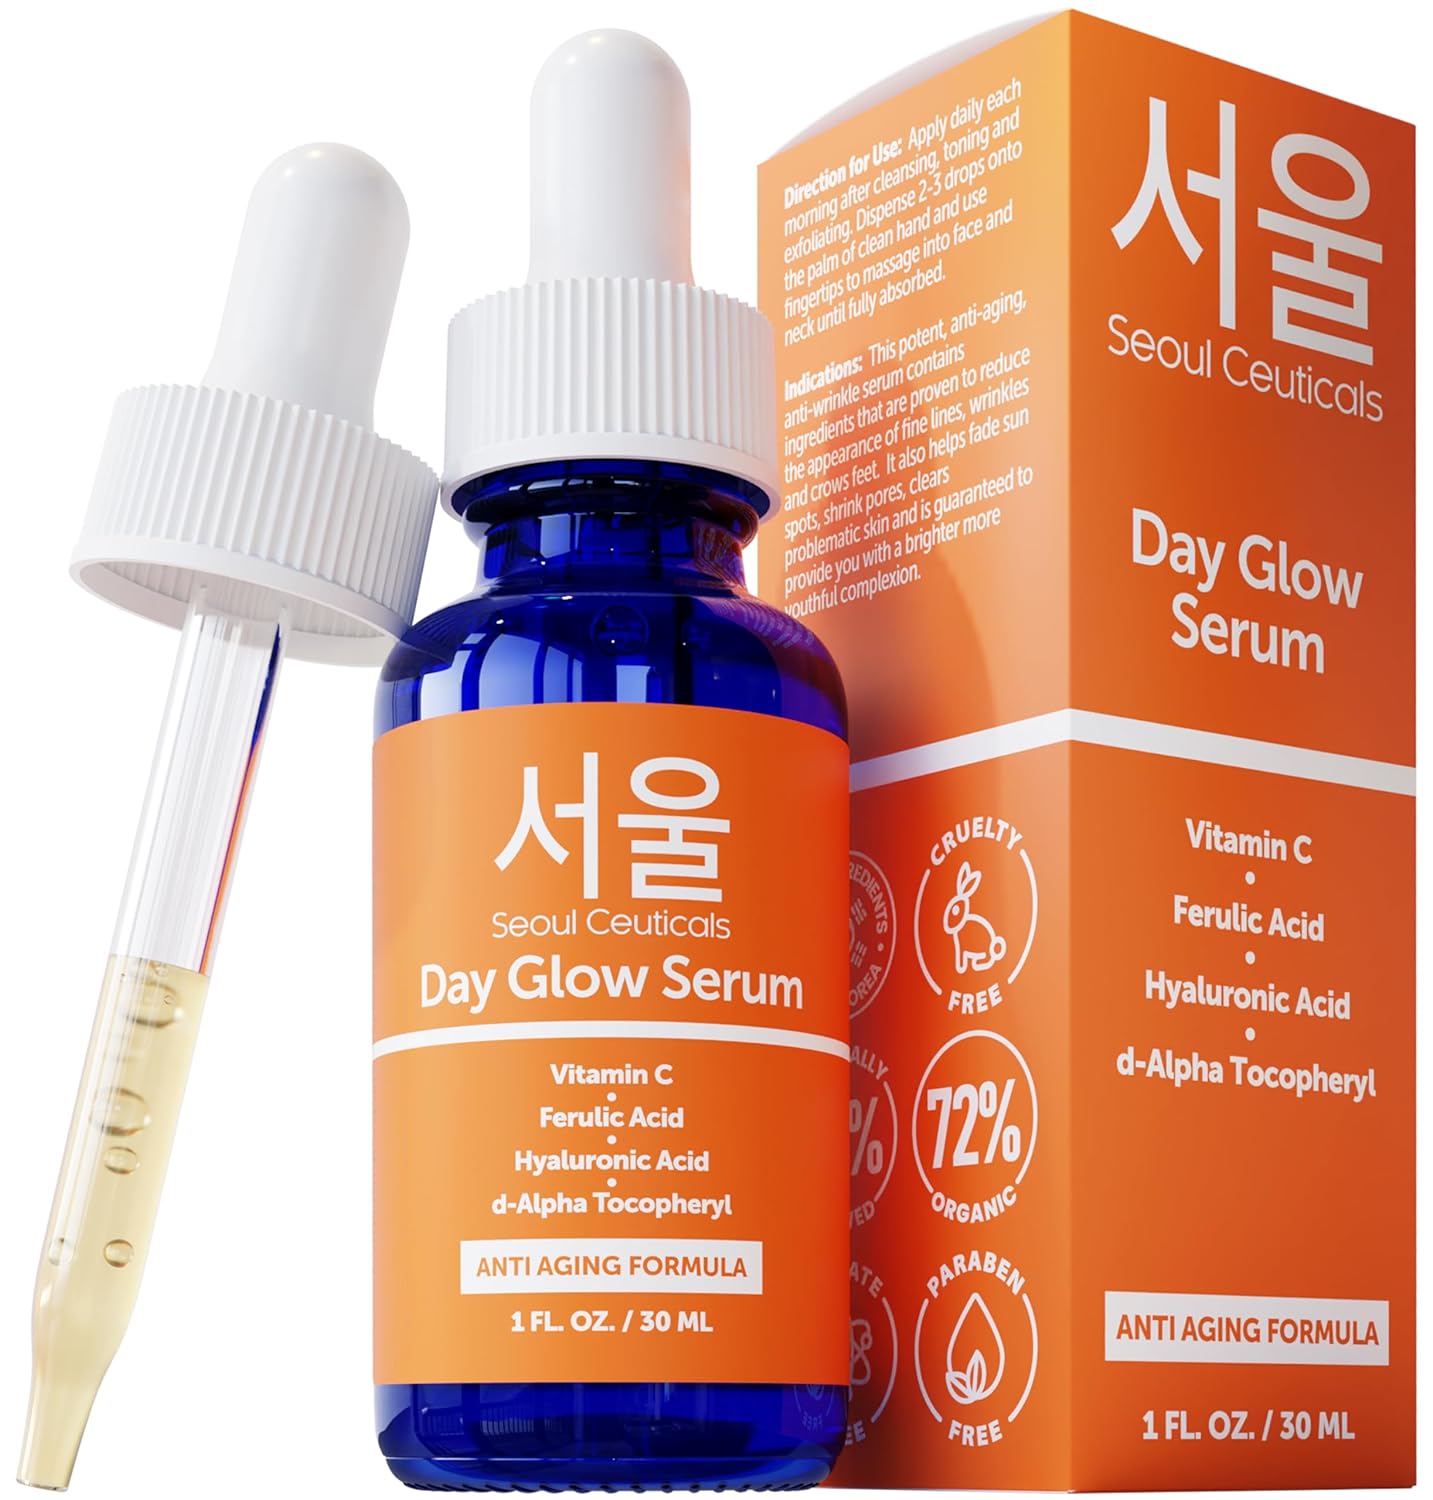 서울
Seoul Ceuticals
Day Glow Serum
Vitamin C
•
Ferulic Acid
•
Hyaluronic Acid
•
d-Alpha Tocopheryl
ANTI AGING FORMULA
1 FL. OZ. / 30 ML
Direction for Use: Apply daily each
morning after cleansing, toning and
exfoliating. Dispense 2-3 drops onto
the palm of clean hand and use
fingertips to massage into face and
neck until fully absorbed.
Indications: This potent, anti-aging,
anti-wrinkle serum contains
ingredients that are proven to reduce
the appearance of fine lines, wrinkles
and crows feet. It also helps fade sun
spots, shrink pores, clears
problematic skin and is guaranteed to
provide you with a brighter more
youthful complexion.
CRUELTY
FREE
72%
ORGANIC
PARABEN
FREE
서울
Seoul Ceuticals
Day Glow
Serum
Vitamin C
•
Ferulic Acid
•
Hyaluronic Acid
•
d-Alpha Tocopheryl
ANTI AGING FORMULA
1 FL. OZ. / 30 ML